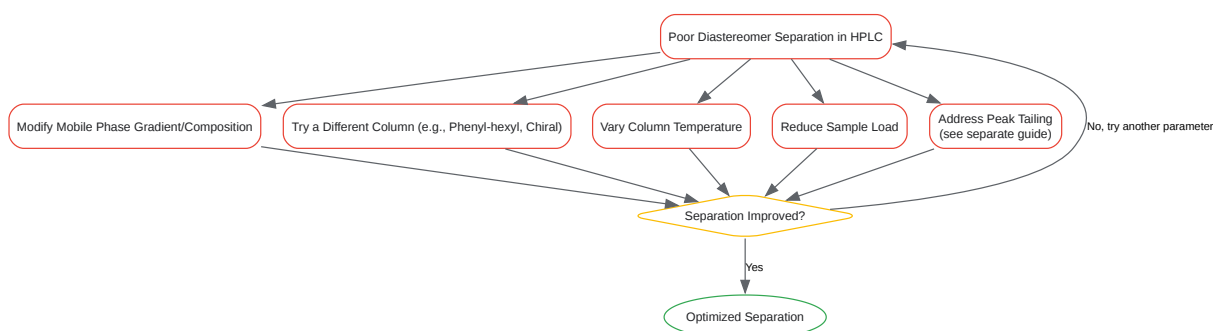 Poor Diastereomer Separation in HPLC
Modify Mobile Phase Gradient/Composition
Try a Different Column (e.g., Phenyl-hexyl, Chiral)
Vary Column Temperature
Reduce Sample Load
Address Peak Tailing
(see separate guide)
No, try another parameter
Separation Improved?
Yes
Optimized Separation